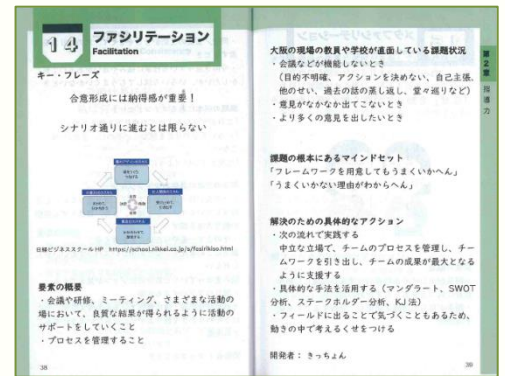 14
ファシリテーション
Facilitation
キー・フレーズ
合意形成には納得感が重要！
シナリオ通りに進むとは限らない
日経ビジネススクール HP
要素の概要
・会議や研修、ミーティング、さまざまな活動の
場において、良質な結果が得られるように活動の
サポートをしていくこと
・プロセスを管理すること
38
大阪の現場の教員や学校が直面している課題状況
・会議などが機能しないとき
（目的不明確、アクションを決めない、自己主張、
他のせい、過去の話の蒸し返し、堂々巡りなど）
・意見がなかなか出てこないとき
・より多くの意見を出したいとき
課題の根本にあるマインドセット
「フレームワークを用意してもうまくいかへん」
「うまくいかない理由がわからへん」
解決のための具体的なアクション
・次の流れで実践する
中立な立場で、チームのプロセスを管理し、チー
ムワークを引き出し、チームの成果が最大となる
ように支援する
・具体的な手法を活用する（マンダラート、SWOT
分析、ステークホルダー分析、KJ 法）
・フィールドに出ることで気づくこともあるため、
動きの中で考えるくせをつける
開発者：きっちょん
39
第2章 指導力